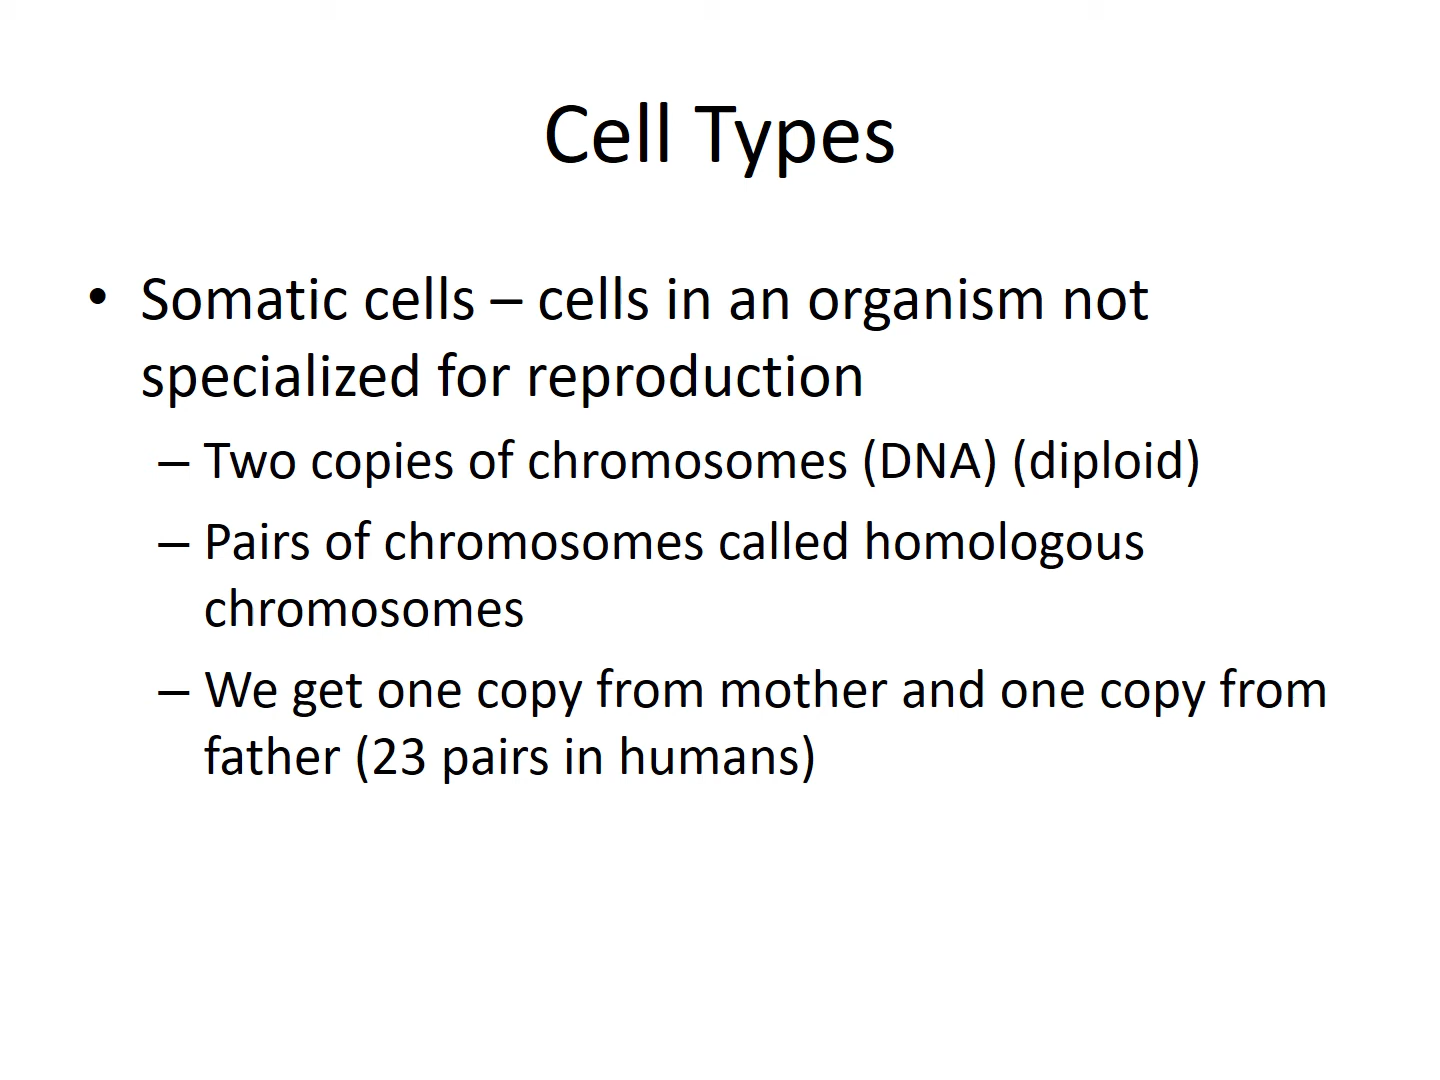 Cell Types
• Somatic cells – cells in an organism not
specialized for reproduction
– Two copies of chromosomes (DNA) (diploid)
– Pairs of chromosomes called homologous
chromosomes
– We get one copy from mother and one copy from
father (23 pairs in humans)